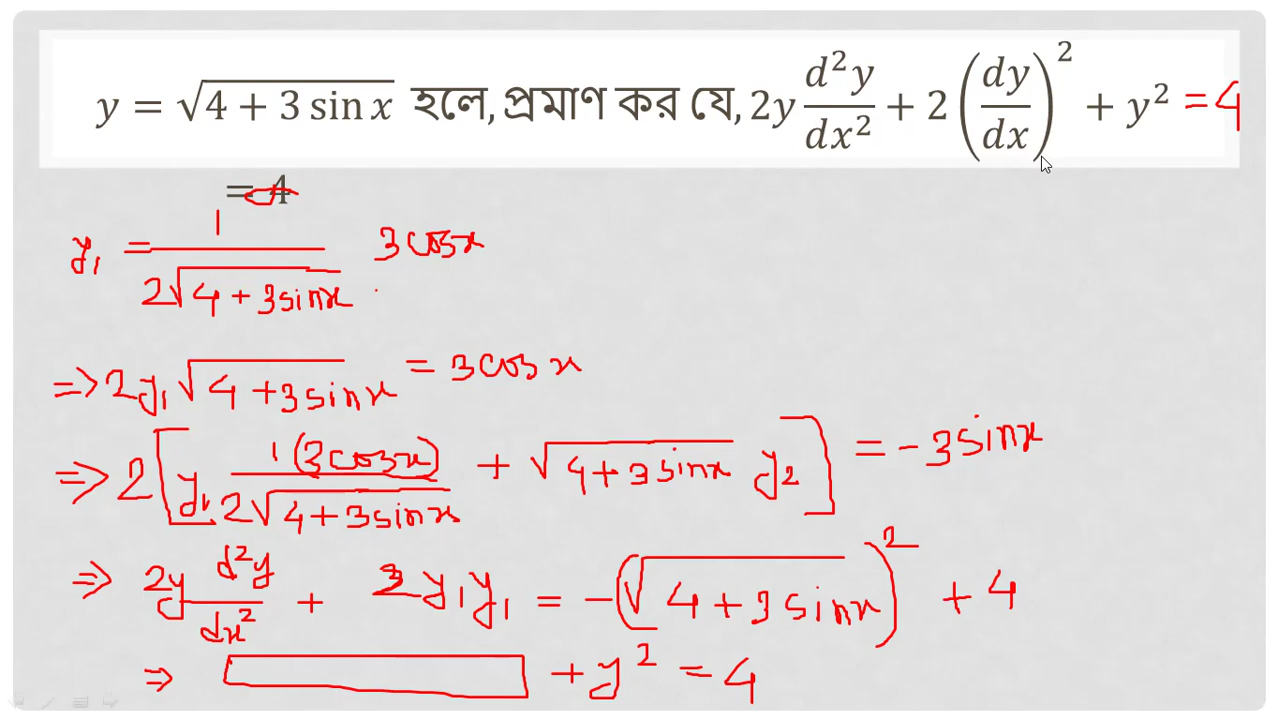 y = √(4 + 3 sin x) হলে, প্রমাণ কর যে, 2y d²y/dx² + 2 (dy/dx)² + y² = 4
= 4
y₁ = 1/(2√(4+3sinx)) 3cosx
⇒ 2y₁ √(4+3sinx) = 3cosx
⇒ 2 [ y₁ 1(3cosx)/(2√(4+3sinx)) + √(4+3sinx) y₂ ] = -3sinx
⇒ 2y d²y/dx² + 2y₁y₁ = -(√(4+3sinx))² + 4
⇒ + y² = 4